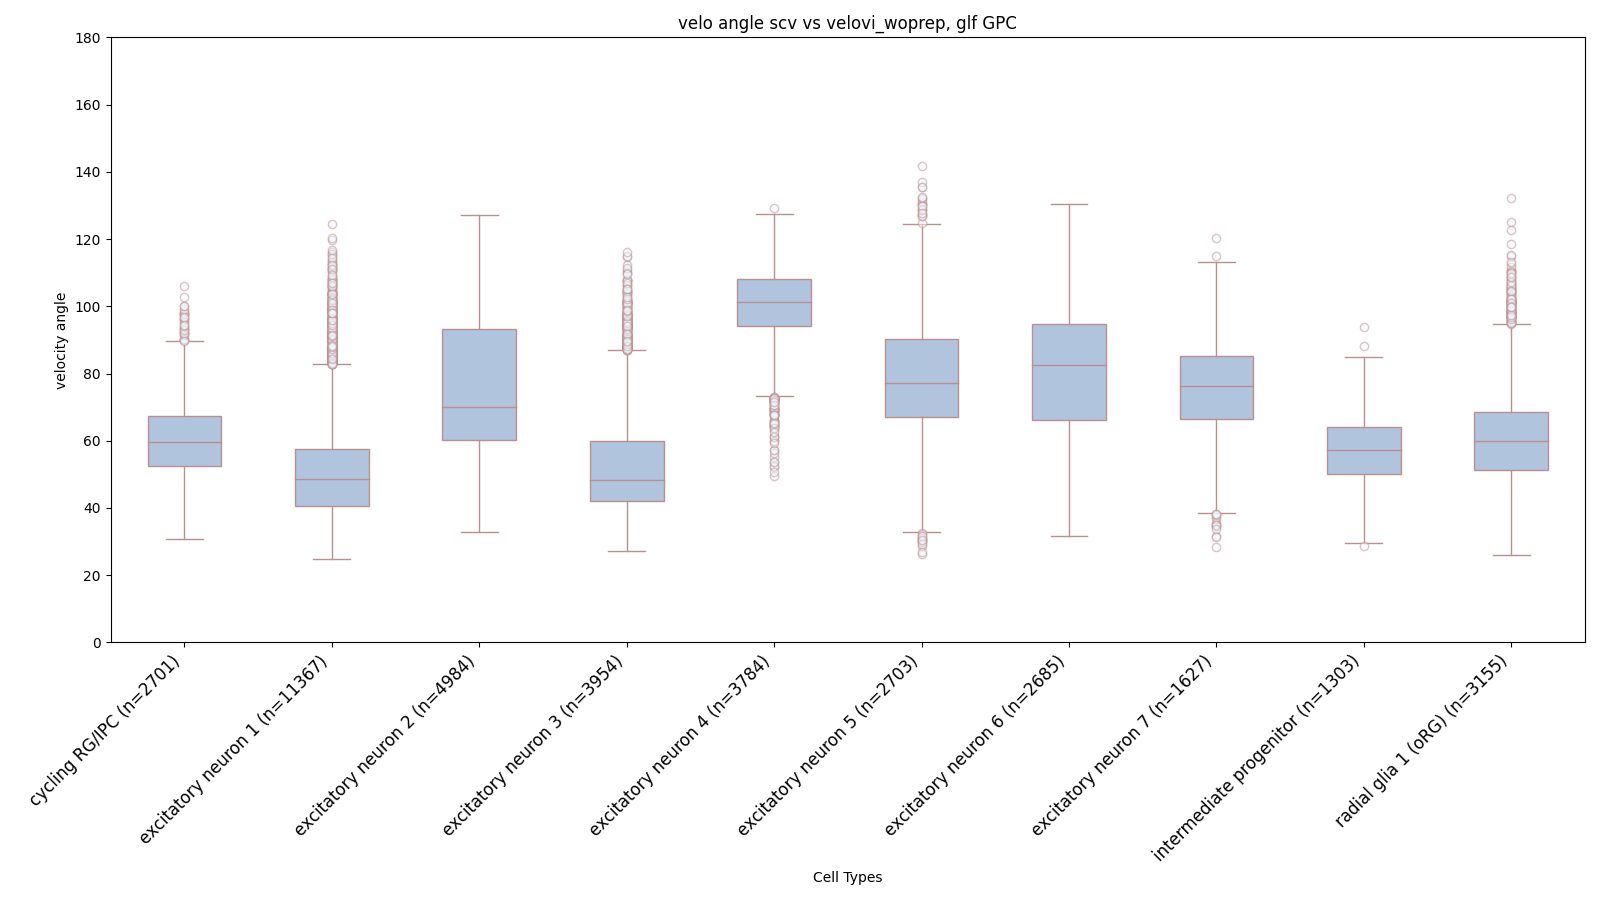 velo angle scv vs velovi_woprep, glf GPC
180
160
140
120
100
80
60
40
20
0
velocity angle
cycling RG/IPC (n=2701)
excitatory neuron 1 (n=11367)
excitatory neuron 2 (n=4984)
excitatory neuron 3 (n=3954)
excitatory neuron 4 (n=3784)
excitatory neuron 5 (n=2703)
excitatory neuron 6 (n=2685)
excitatory neuron 7 (n=1627)
intermediate progenitor (n=1303)
radial glia 1 (oRG) (n=3155)
Cell Types